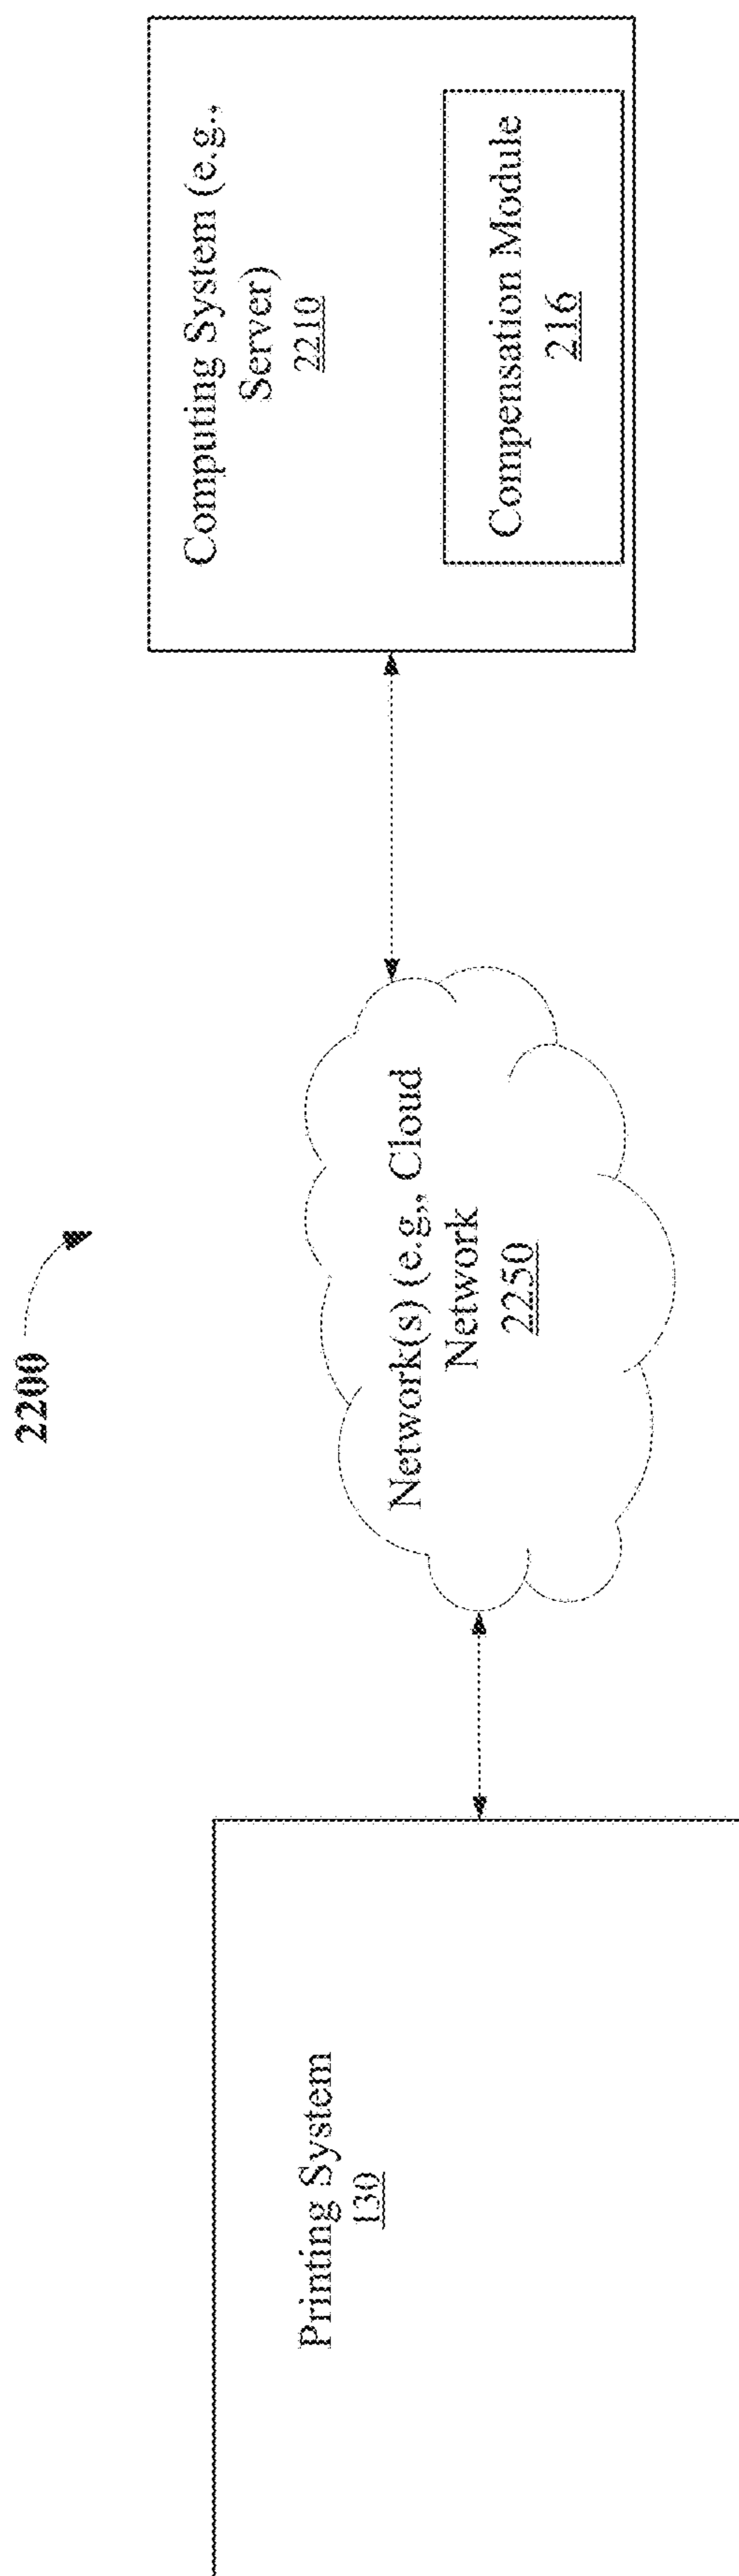 2200
Printing System
130
Network(s) (e.g,, Cloud
Network
2250
Computing System (e.g.,
Server)
2210
Compensation Module
216